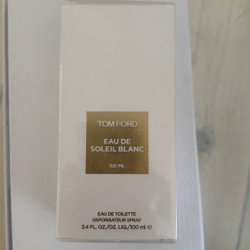 TOM FORD
EAU DE
SOLEIL BLANC
100 ML
EAU DE TOILETTE
VAPORISATEUR SPRAY
3.4 FL.OZ./OZ. LIQ./100 ml ℮